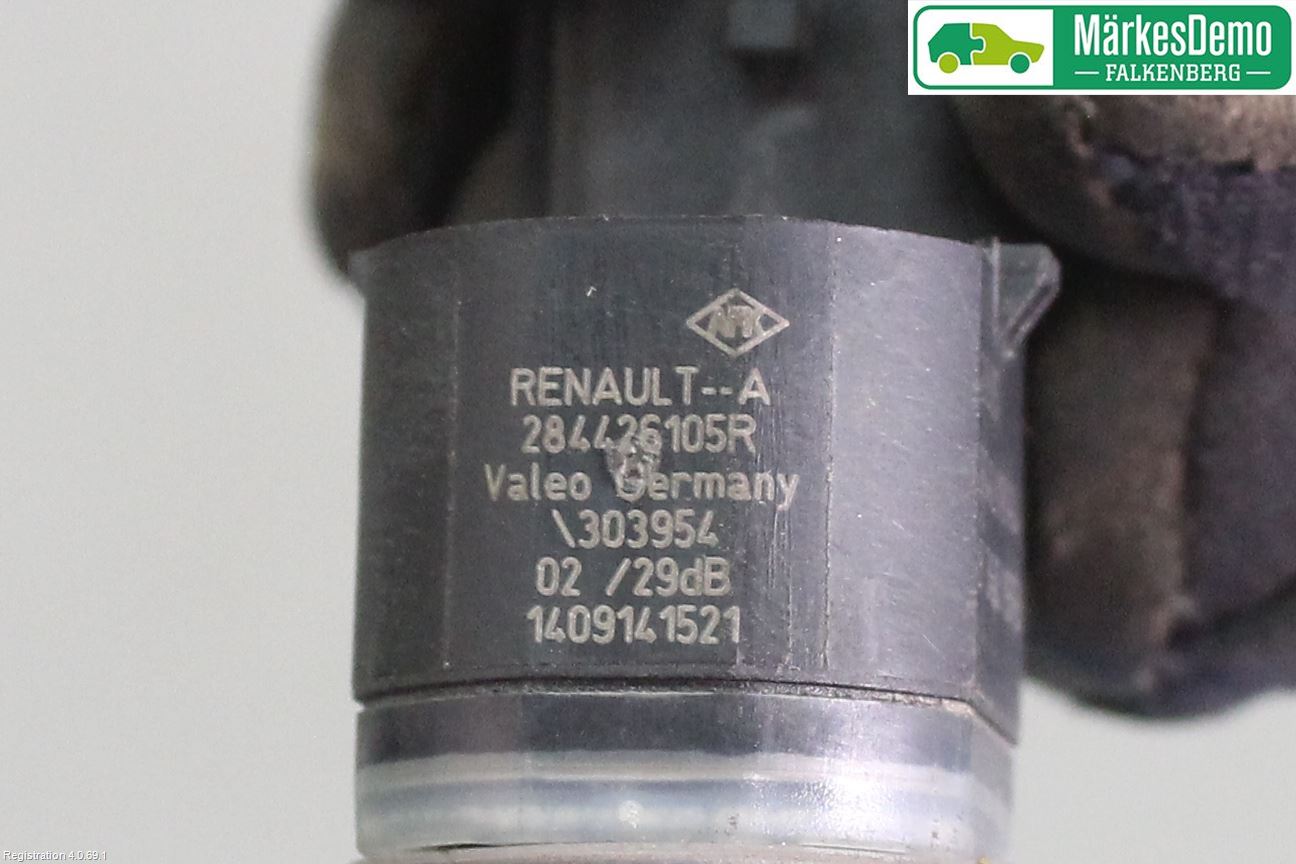 MärkesDemo
FALKENBERG
RENAULT--A
284426105R
Valeo Germany
\303954
02 /29dB
1409141521
Registration 4.0.69.1